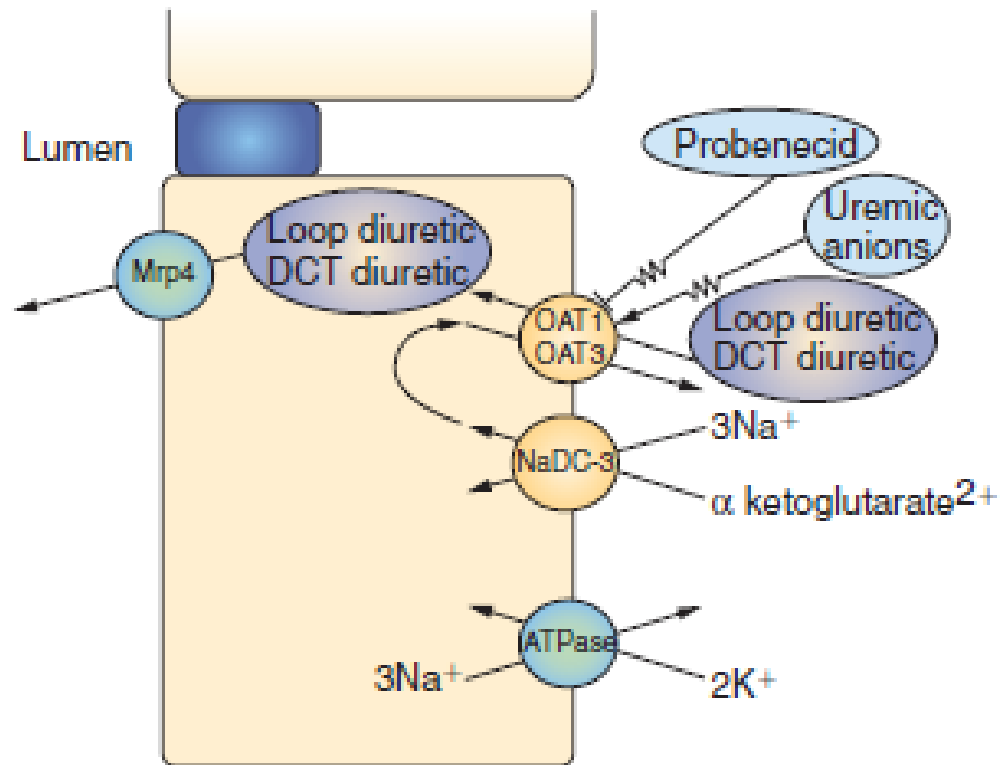 Lumen
Probenecid
Uremic
anions
Loop diuretic
DCT diuretic
Mrp4
OAT1
OAT3
Loop diuretic
DCT diuretic
3Na+
NaDC-3
α ketoglutarate2+
ATPase
3Na+
2K+